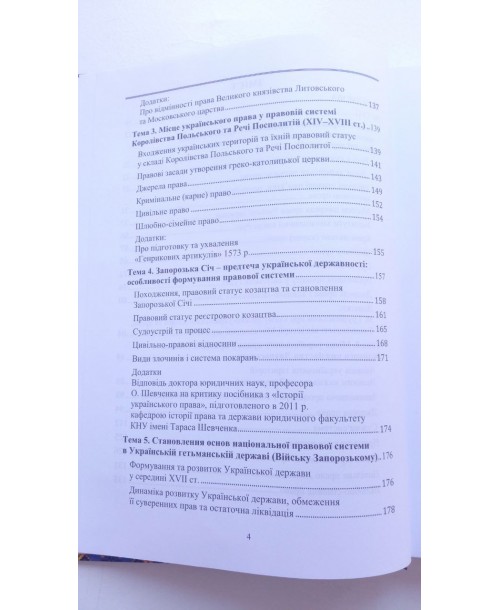 Додатки:
Про відмінності права Великого князівства Литовського
та Московського царства 137
Тема 3. Місце українського права у правовій системі
Королівства Польського та Речі Посполитій (XIV–XVIII ст.) 139
Входження українських територій та їхній правовий статус
у складі Королівства Польського та Речі Посполитої 139
Правові засади утворення греко-католицької церкви 141
Джерела права 143
Кримінальне (карне) право 149
Цивільне право 152
Шлюбно-сімейне право 154
Додатки:
Про підготовку та ухвалення
«Генрикових артикулів» 1573 р. 155
Тема 4. Запорозька Січ – предтеча української державності:
особливості формування правової системи 157
Походження, правовий статус козацтва та становлення
Запорозької Січі 158
Правовий статус реєстрового козацтва 161
Судоустрій та процес 165
Цивільно-правові відносини 168
Види злочинів і система покарань 171
Додатки
Відповідь доктора юридичних наук, професора
О. Шевченка на критику посібника з «Історії
українського права», підготовленого в 2011 р.
кафедрою історії права та держави юридичного факультету
КНУ імені Тараса Шевченка 174
Тема 5. Становлення основ національної правової системи
в Українській гетьманській державі (Війську Запорозькому) 176
Формування та розвиток Української держави
у середині XVII ст. 176
Динаміка розвитку Української держави, обмеження
її суверенних прав та остаточна ліквідація 178
4